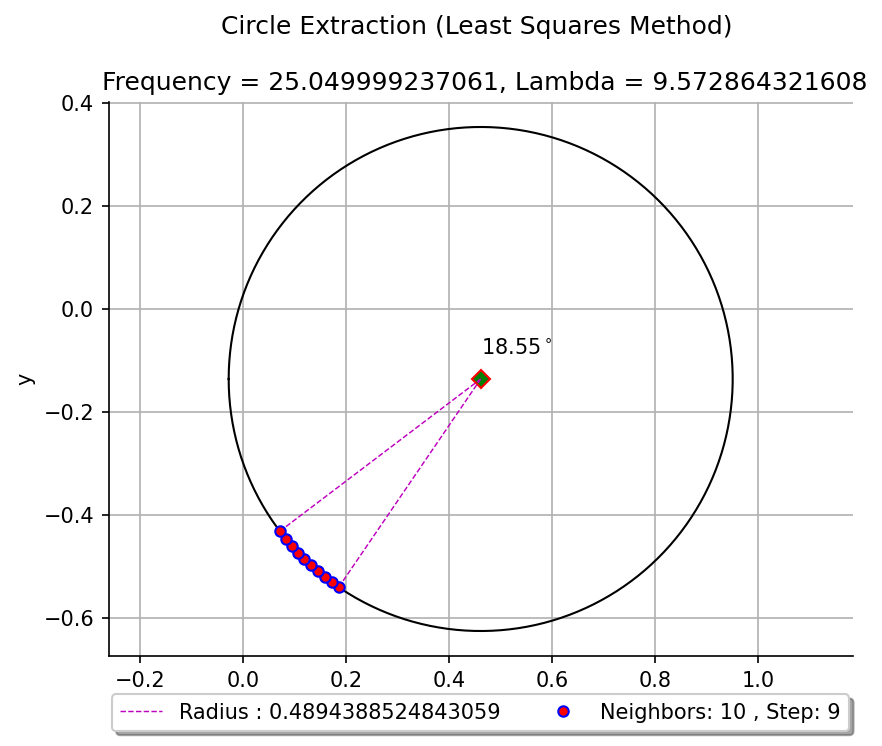 Circle Extraction (Least Squares Method)
Frequency = 25.049999237061, Lambda = 9.572864321608
0.4
0.2
0.0
−0.2
−0.4
−0.6
y
18.55°
−0.2 0.0 0.2 0.4 0.6 0.8 1.0
Radius : 0.4894388524843059 Neighbors: 10 , Step: 9